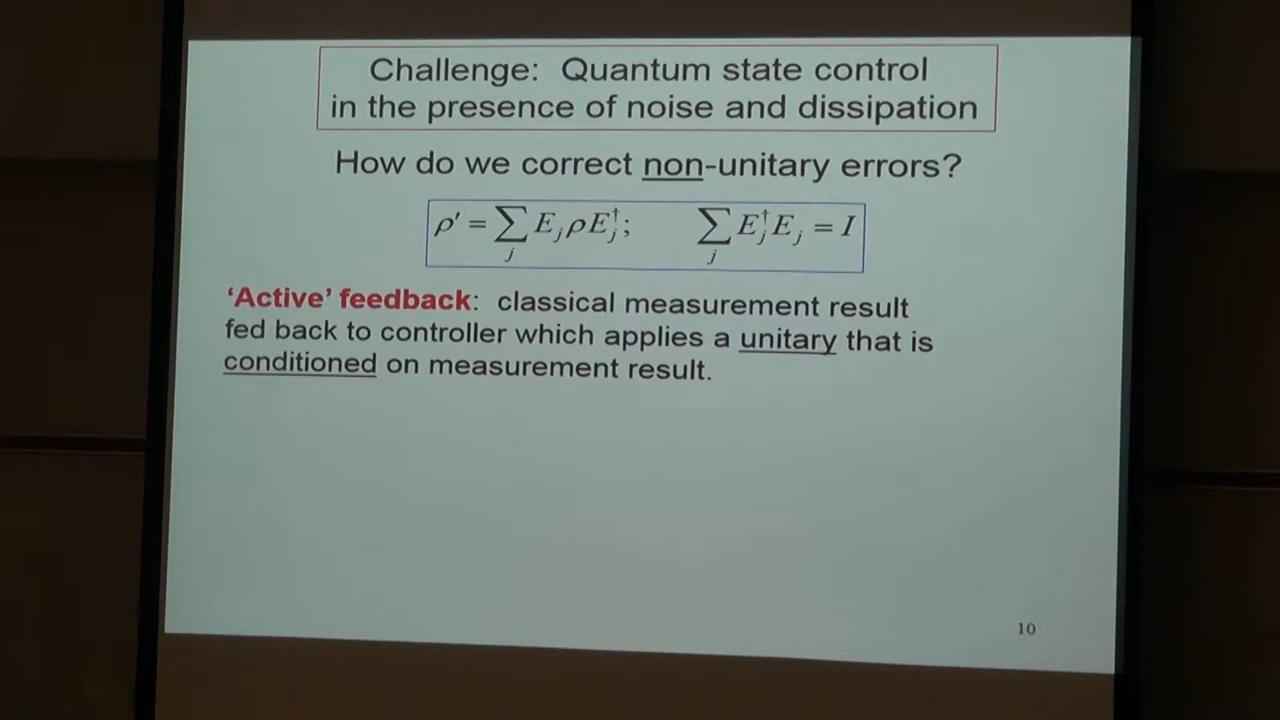 Challenge: Quantum state control
in the presence of noise and dissipation
How do we correct non-unitary errors?
ρ′ = ∑_j E_j ρ E_j^†;   ∑_j E_j^† E_j = I
‘Active’ feedback: classical measurement result
fed back to controller which applies a unitary that is
conditioned on measurement result.
10